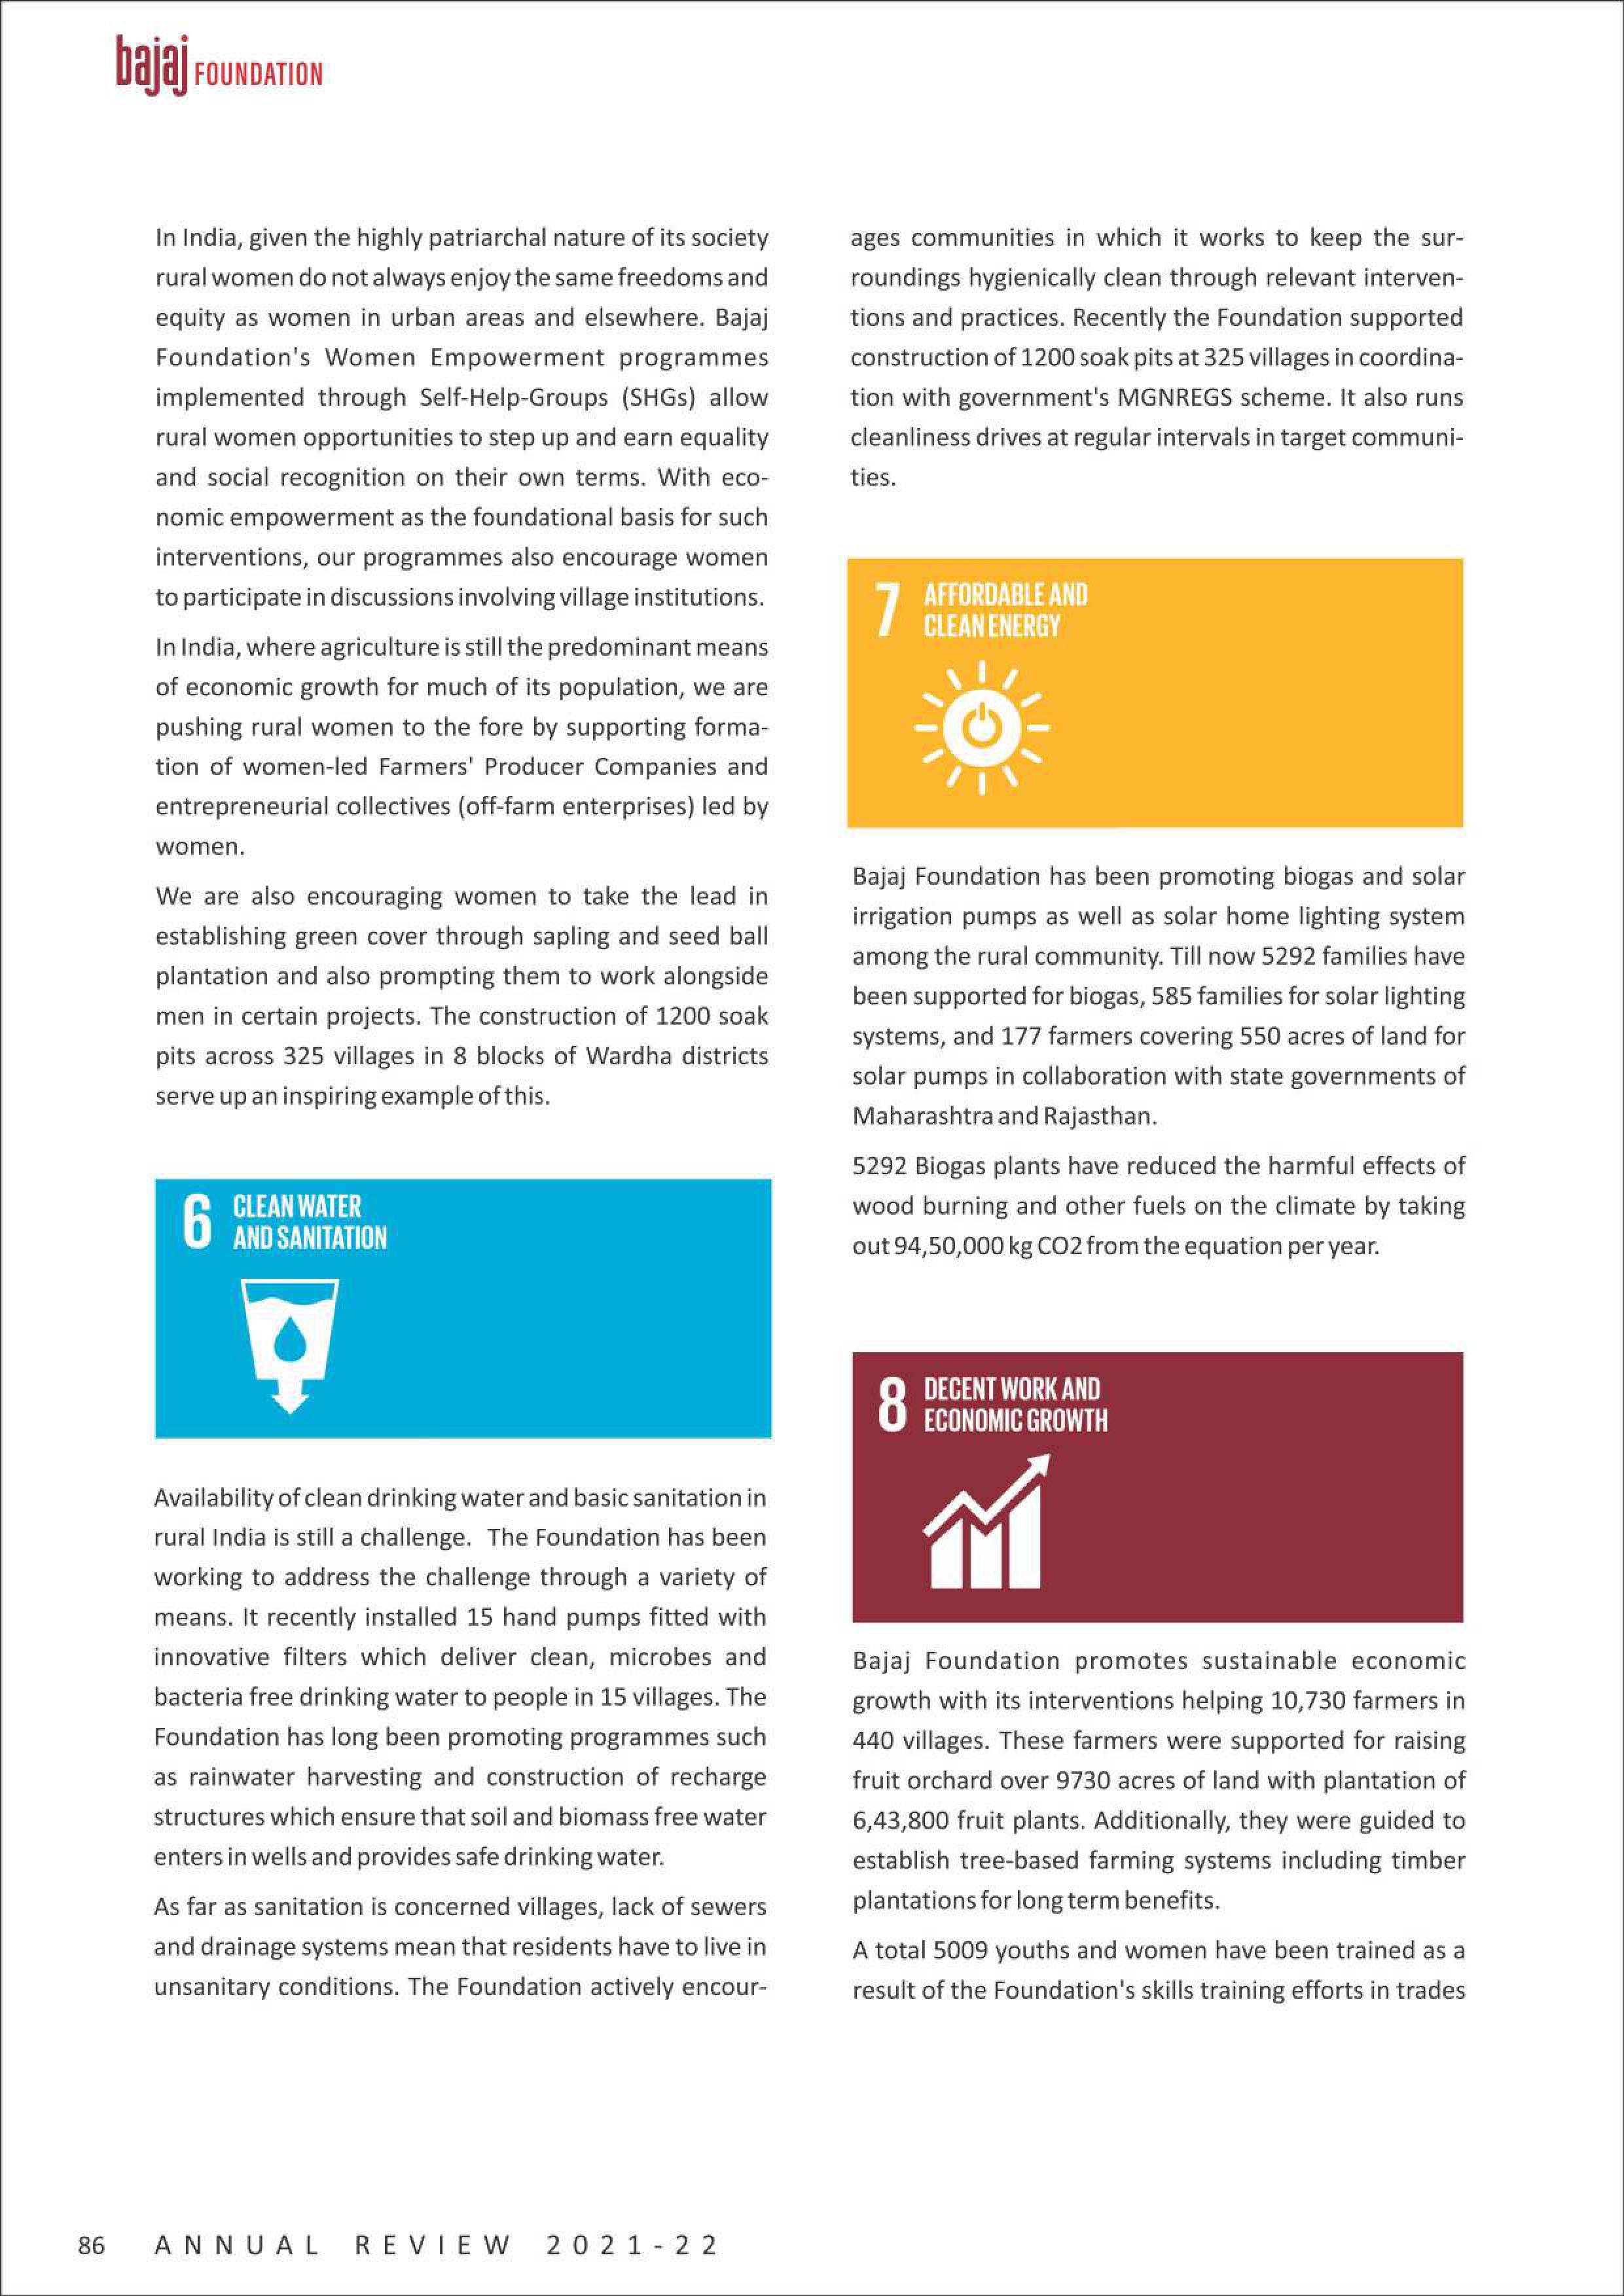 bajaj FOUNDATION
In India, given the highly patriarchal nature of its society
rural women do not always enjoy the same freedoms and
equity as women in urban areas and elsewhere. Bajaj
Foundation's Women Empowerment programmes
implemented through Self-Help-Groups (SHGs) allow
rural women opportunities to step up and earn equality
and social recognition on their own terms. With eco-
nomic empowerment as the foundational basis for such
interventions, our programmes also encourage women
to participate in discussions involving village institutions.
In India, where agriculture is still the predominant means
of economic growth for much of its population, we are
pushing rural women to the fore by supporting forma-
tion of women-led Farmers' Producer Companies and
entrepreneurial collectives (off-farm enterprises) led by
women.
We are also encouraging women to take the lead in
establishing green cover through sapling and seed ball
plantation and also prompting them to work alongside
men in certain projects. The construction of 1200 soak
pits across 325 villages in 8 blocks of Wardha districts
serve up an inspiring example of this.
6 CLEAN WATER
AND SANITATION
Availability of clean drinking water and basic sanitation in
rural India is still a challenge. The Foundation has been
working to address the challenge through a variety of
means. It recently installed 15 hand pumps fitted with
innovative filters which deliver clean, microbes and
bacteria free drinking water to people in 15 villages. The
Foundation has long been promoting programmes such
as rainwater harvesting and construction of recharge
structures which ensure that soil and biomass free water
enters in wells and provides safe drinking water.
As far as sanitation is concerned villages, lack of sewers
and drainage systems mean that residents have to live in
unsanitary conditions. The Foundation actively encour-
ages communities in which it works to keep the sur-
roundings hygienically clean through relevant interven-
tions and practices. Recently the Foundation supported
construction of 1200 soak pits at 325 villages in coordina-
tion with government's MGNREGS scheme. It also runs
cleanliness drives at regular intervals in target communi-
ties.
7 AFFORDABLE AND
CLEAN ENERGY
Bajaj Foundation has been promoting biogas and solar
irrigation pumps as well as solar home lighting system
among the rural community. Till now 5292 families have
been supported for biogas, 585 families for solar lighting
systems, and 177 farmers covering 550 acres of land for
solar pumps in collaboration with state governments of
Maharashtra and Rajasthan.
5292 Biogas plants have reduced the harmful effects of
wood burning and other fuels on the climate by taking
out 94,50,000 kg CO2 from the equation per year.
8 DECENT WORK AND
ECONOMIC GROWTH
Bajaj Foundation promotes sustainable economic
growth with its interventions helping 10,730 farmers in
440 villages. These farmers were supported for raising
fruit orchard over 9730 acres of land with plantation of
6,43,800 fruit plants. Additionally, they were guided to
establish tree-based farming systems including timber
plantations for long term benefits.
A total 5009 youths and women have been trained as a
result of the Foundation's skills training efforts in trades
86 ANNUAL REVIEW 2021-22